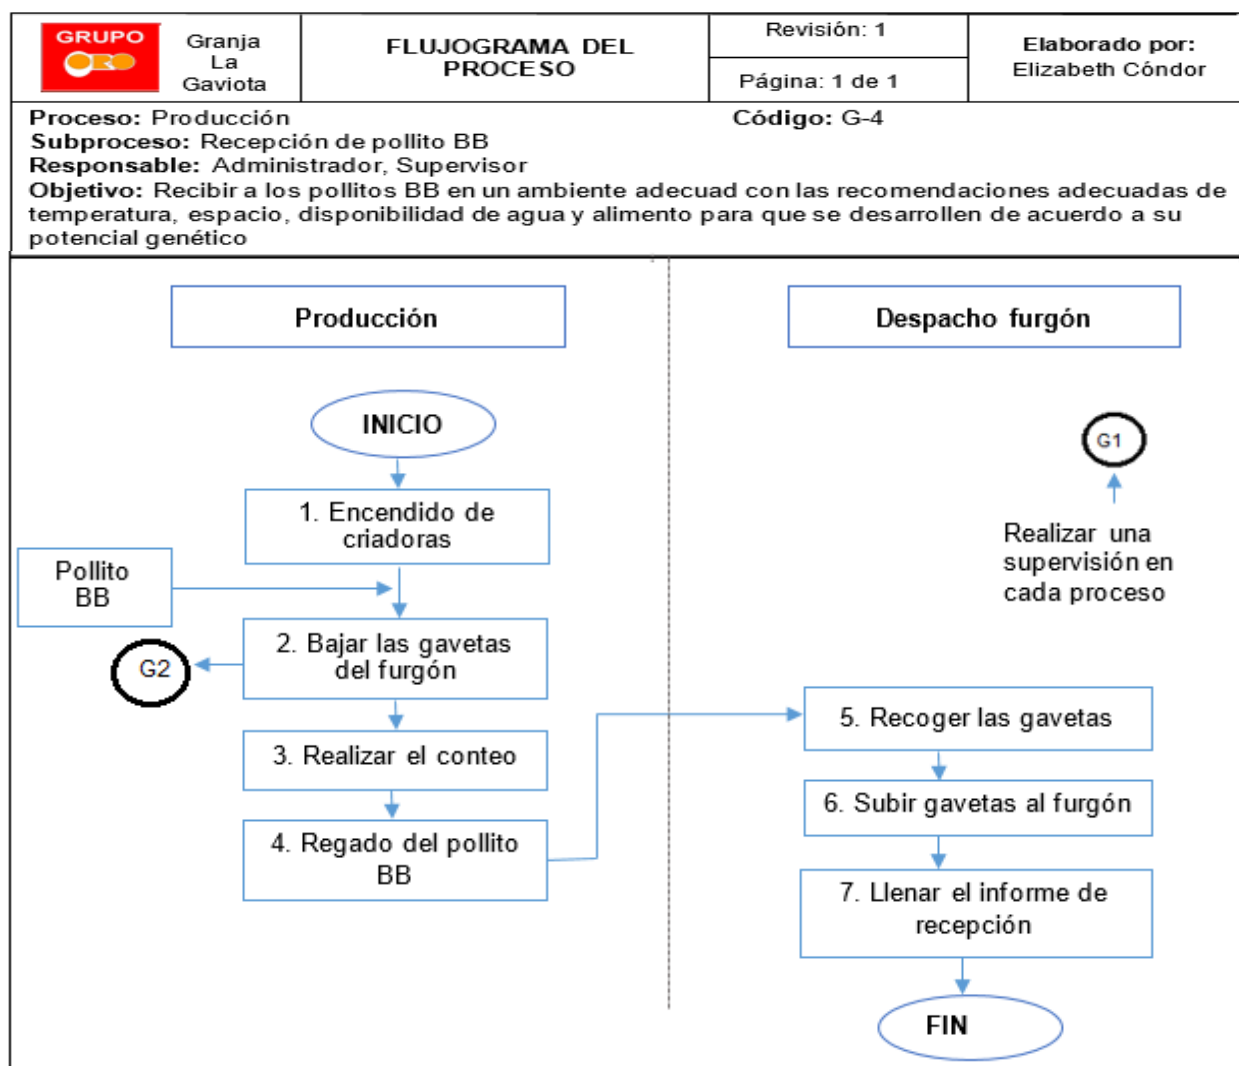 GRUPO
ORO
Granja
La
Gaviota
FLUJOGRAMA DEL
PROCESO
Revisión: 1
Página: 1 de 1
Elaborado por:
Elizabeth Cóndor
Proceso: Producción Código: G-4
Subproceso: Recepción de pollito BB
Responsable: Administrador, Supervisor
Objetivo: Recibir a los pollitos BB en un ambiente adecuad con las recomendaciones adecuadas de
temperatura, espacio, disponibilidad de agua y alimento para que se desarrollen de acuerdo a su
potencial genético
Producción
Despacho furgón
INICIO
G1
1. Encendido de
criadoras
Realizar una
supervisión en
cada proceso
Pollito
BB
2. Bajar las gavetas
del furgón
G2
3. Realizar el conteo
4. Regado del pollito
BB
5. Recoger las gavetas
6. Subir gavetas al furgón
7. Llenar el informe de
recepción
FIN